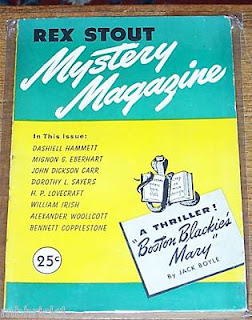 REX STOUT
Mystery
Magazine
In This Issue:
DASHIELL HAMMETT
MIGNON G. EBERHART
JOHN DICKSON CARR
DOROTHY L. SAYERS
H. P. LOVECRAFT
WILLIAM IRISH
ALEXANDER WOOLLCOTT
BENNETT COPPLESTONE
25¢
A THRILLER!
"Boston Blackie's
Mary"
By JACK BOYLE